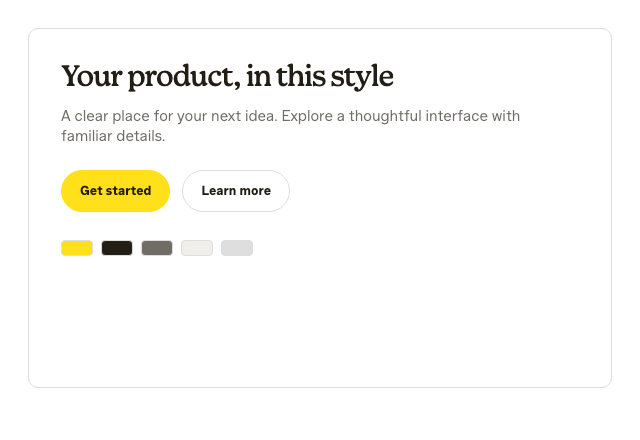 Your product, in this style
A clear place for your next idea. Explore a thoughtful interface with
familiar details.
Get started
Learn more